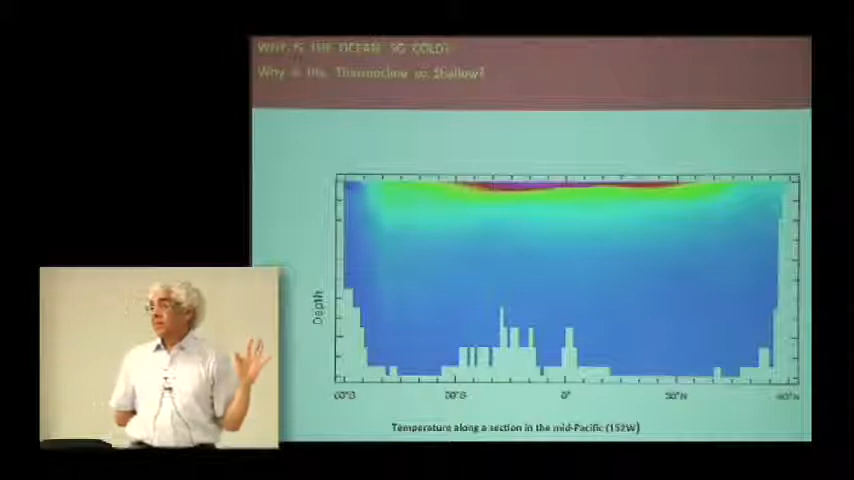 WHY IS THE OCEAN SO COLD?
Why is the Thermocline so Shallow?
Depth
60°S
30°S
0°
30°N
60°N
Temperature along a section in the mid-Pacific (152W)